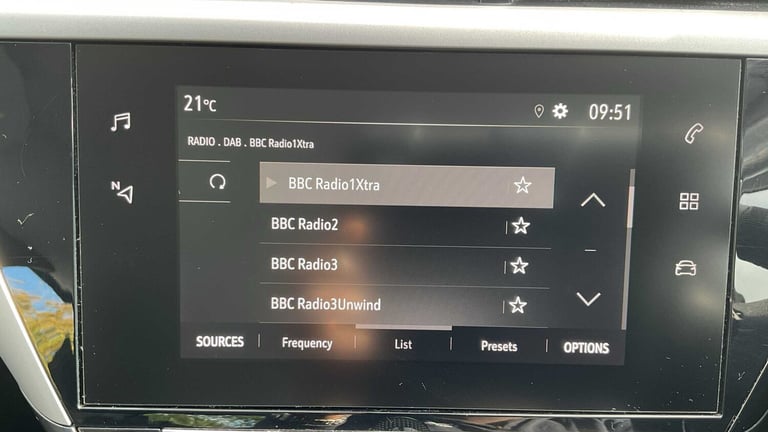 21°C 09:51
RADIO . DAB . BBC Radio1Xtra
N
BBC Radio1Xtra
BBC Radio2
BBC Radio3
BBC Radio3Unwind
SOURCES Frequency List Presets OPTIONS